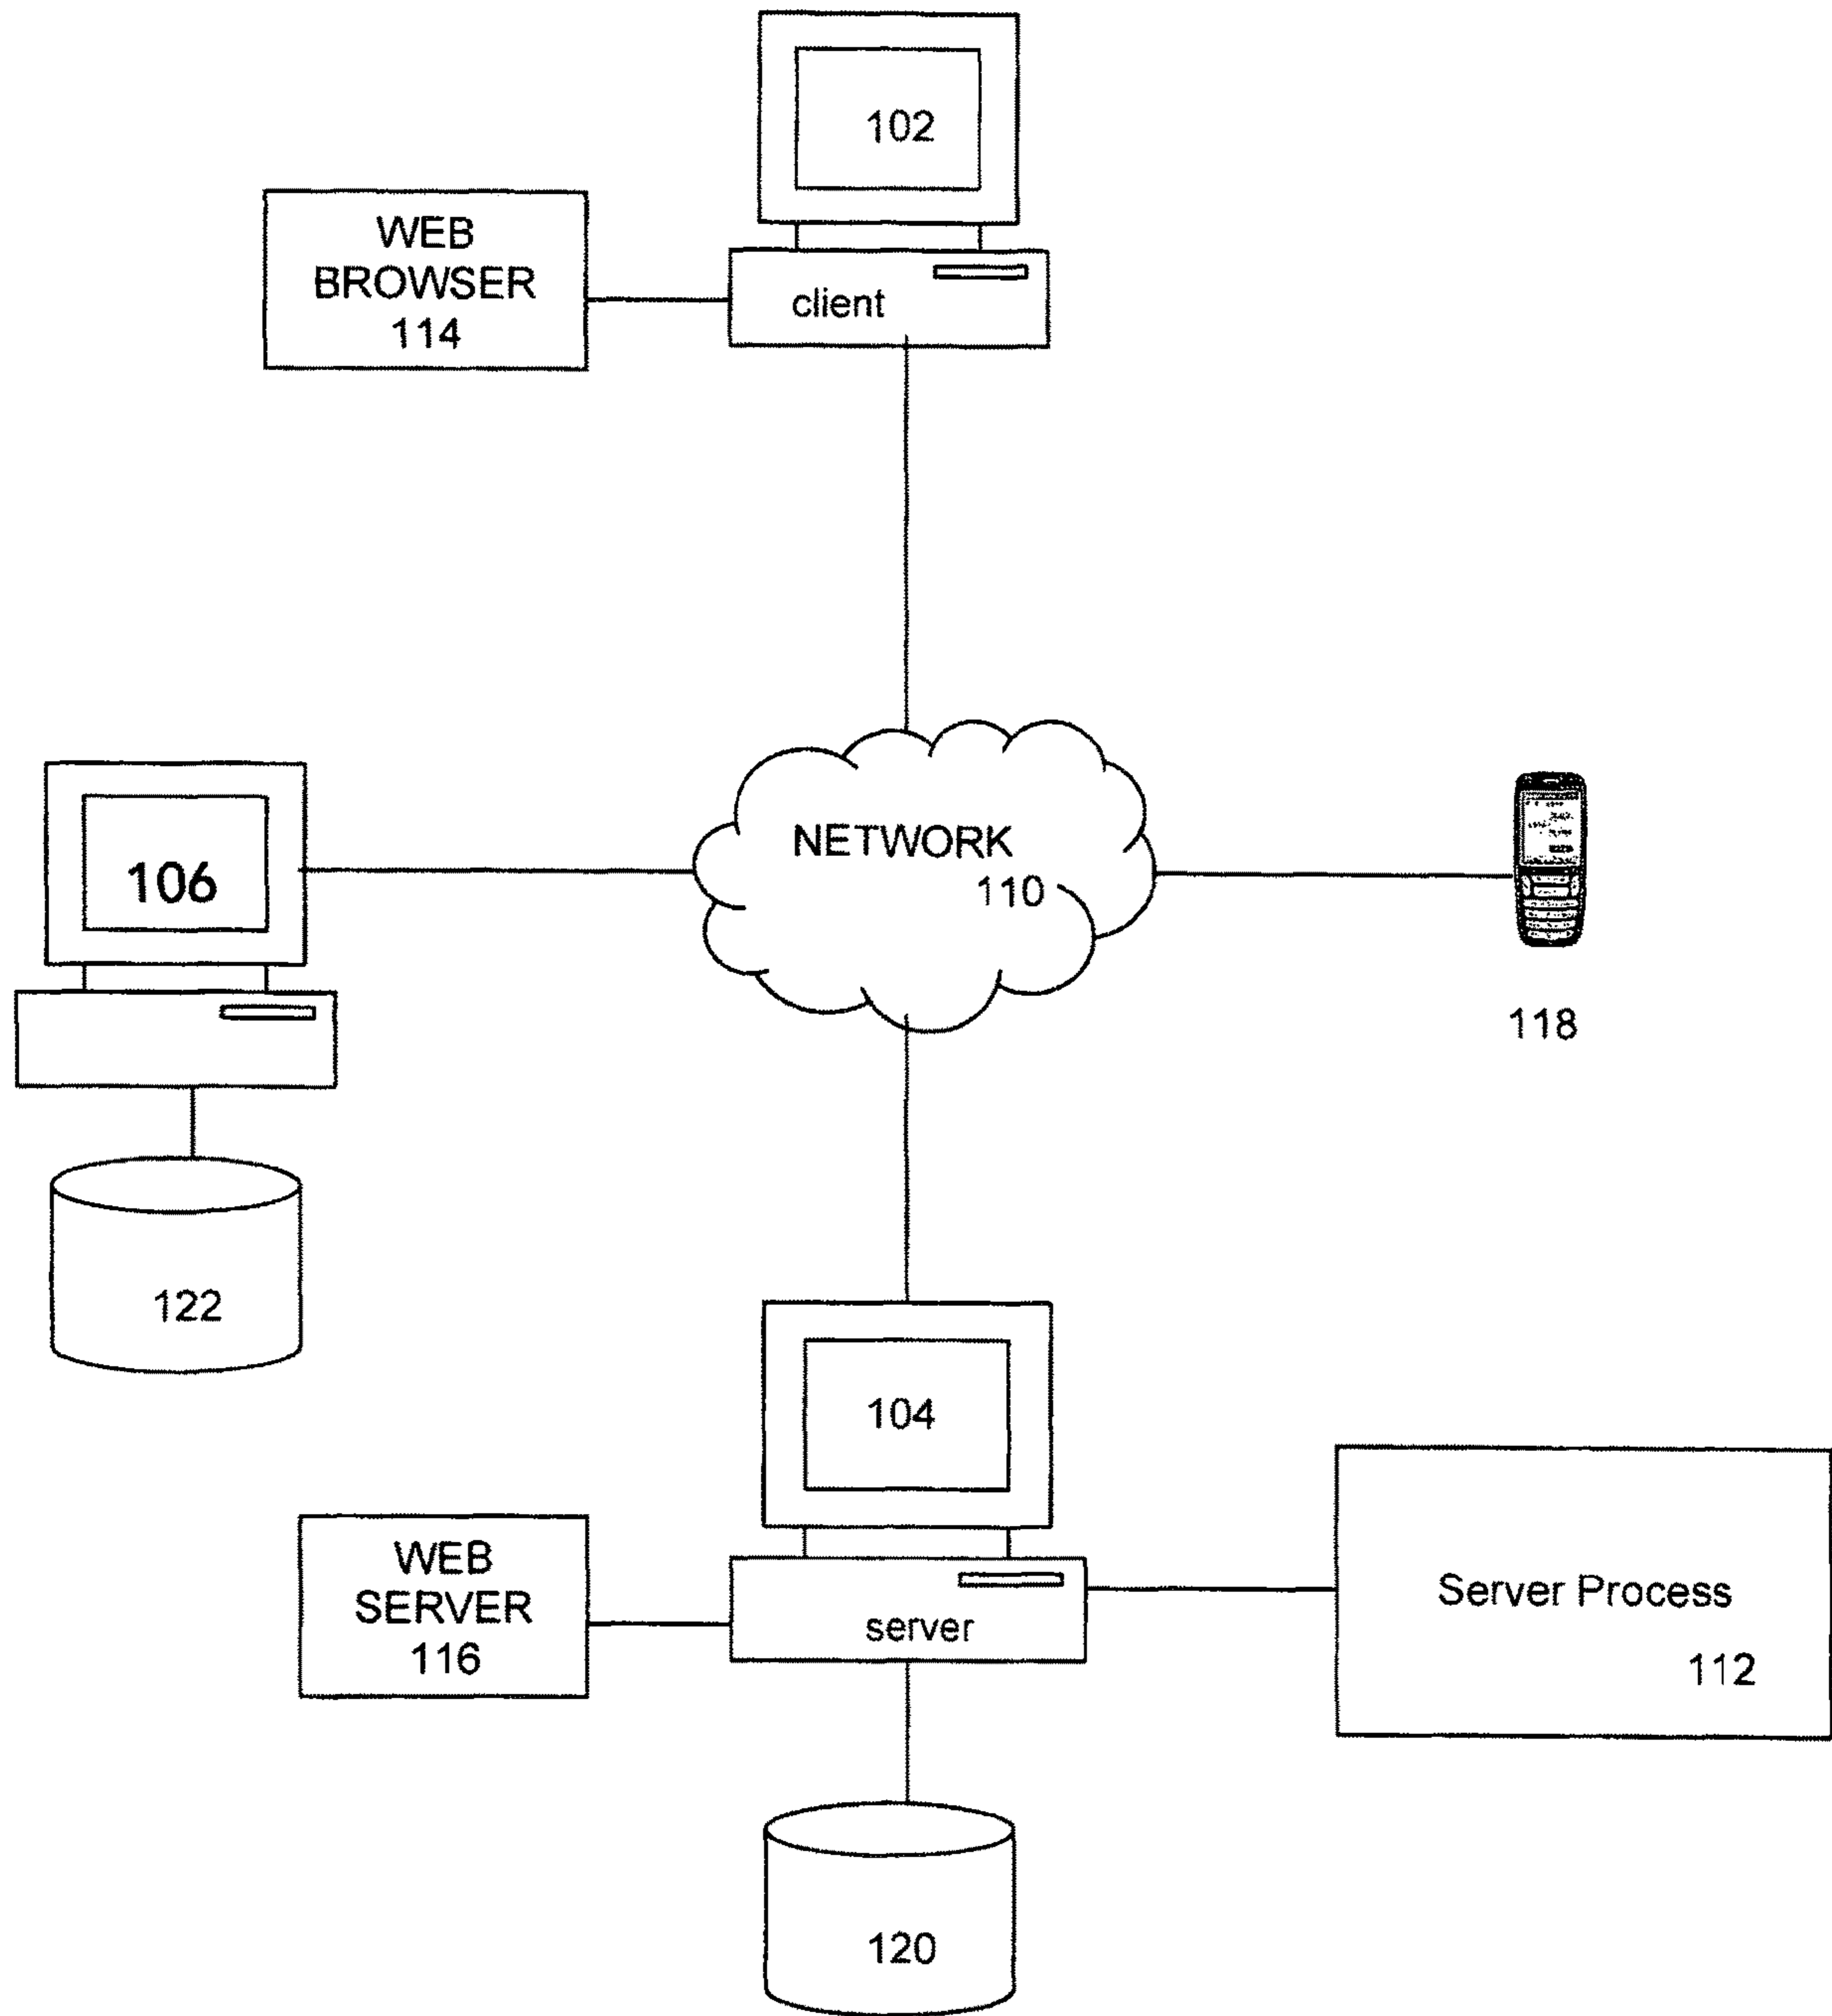 102
WEB
BROWSER
114
client
NETWORK
110
106
118
122
104
WEB
SERVER
116
server
Server Process
112
120